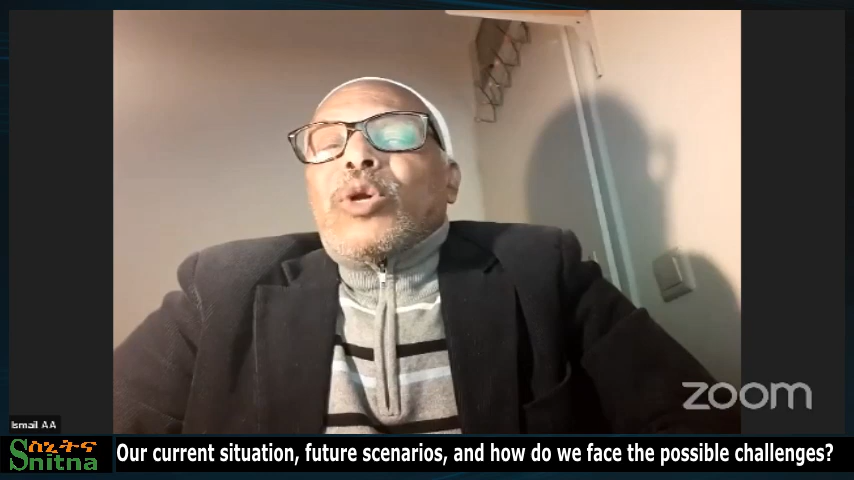 zoom
Ismail AA
ስኒትና
Snitna
Our current situation, future scenarios, and how do we face the possible challenges?